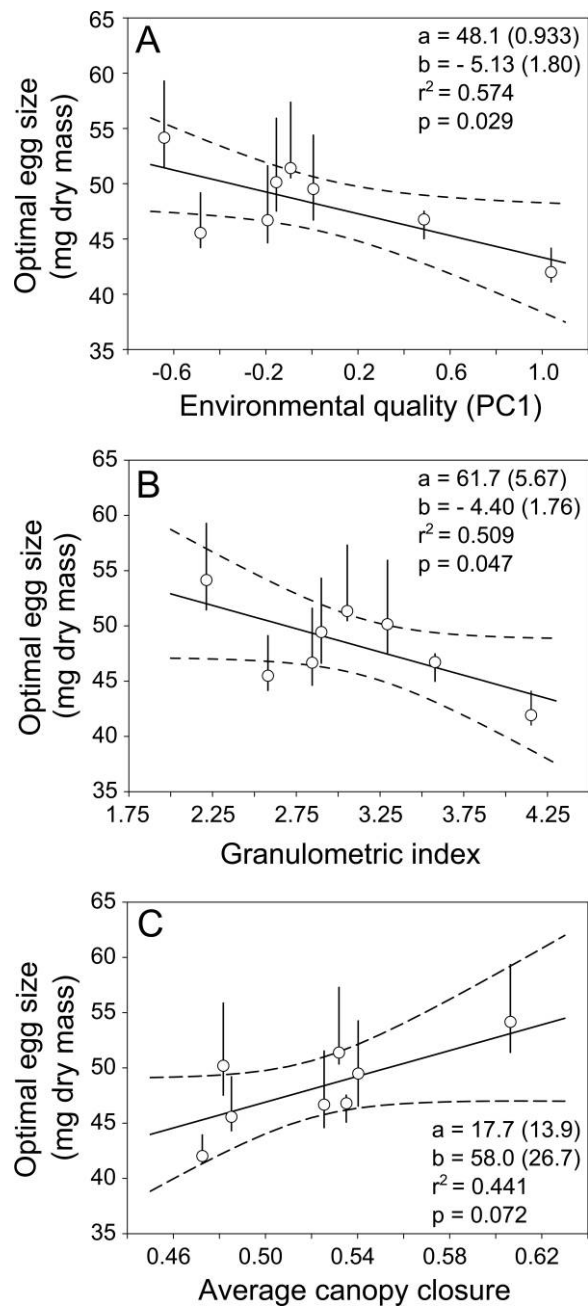 A
a = 48.1 (0.933)
b = - 5.13 (1.80)
r² = 0.574
p = 0.029
65
60
55
50
45
40
35
Optimal egg size
(mg dry mass)
-0.6 -0.2 0.2 0.6 1.0
Environmental quality (PC1)
B
a = 61.7 (5.67)
b = - 4.40 (1.76)
r² = 0.509
p = 0.047
65
60
55
50
45
40
35
Optimal egg size
(mg dry mass)
1.75 2.25 2.75 3.25 3.75 4.25
Granulometric index
C
65
60
55
50
45
40
35
Optimal egg size
(mg dry mass)
a = 17.7 (13.9)
b = 58.0 (26.7)
r² = 0.441
p = 0.072
0.46 0.50 0.54 0.58 0.62
Average canopy closure